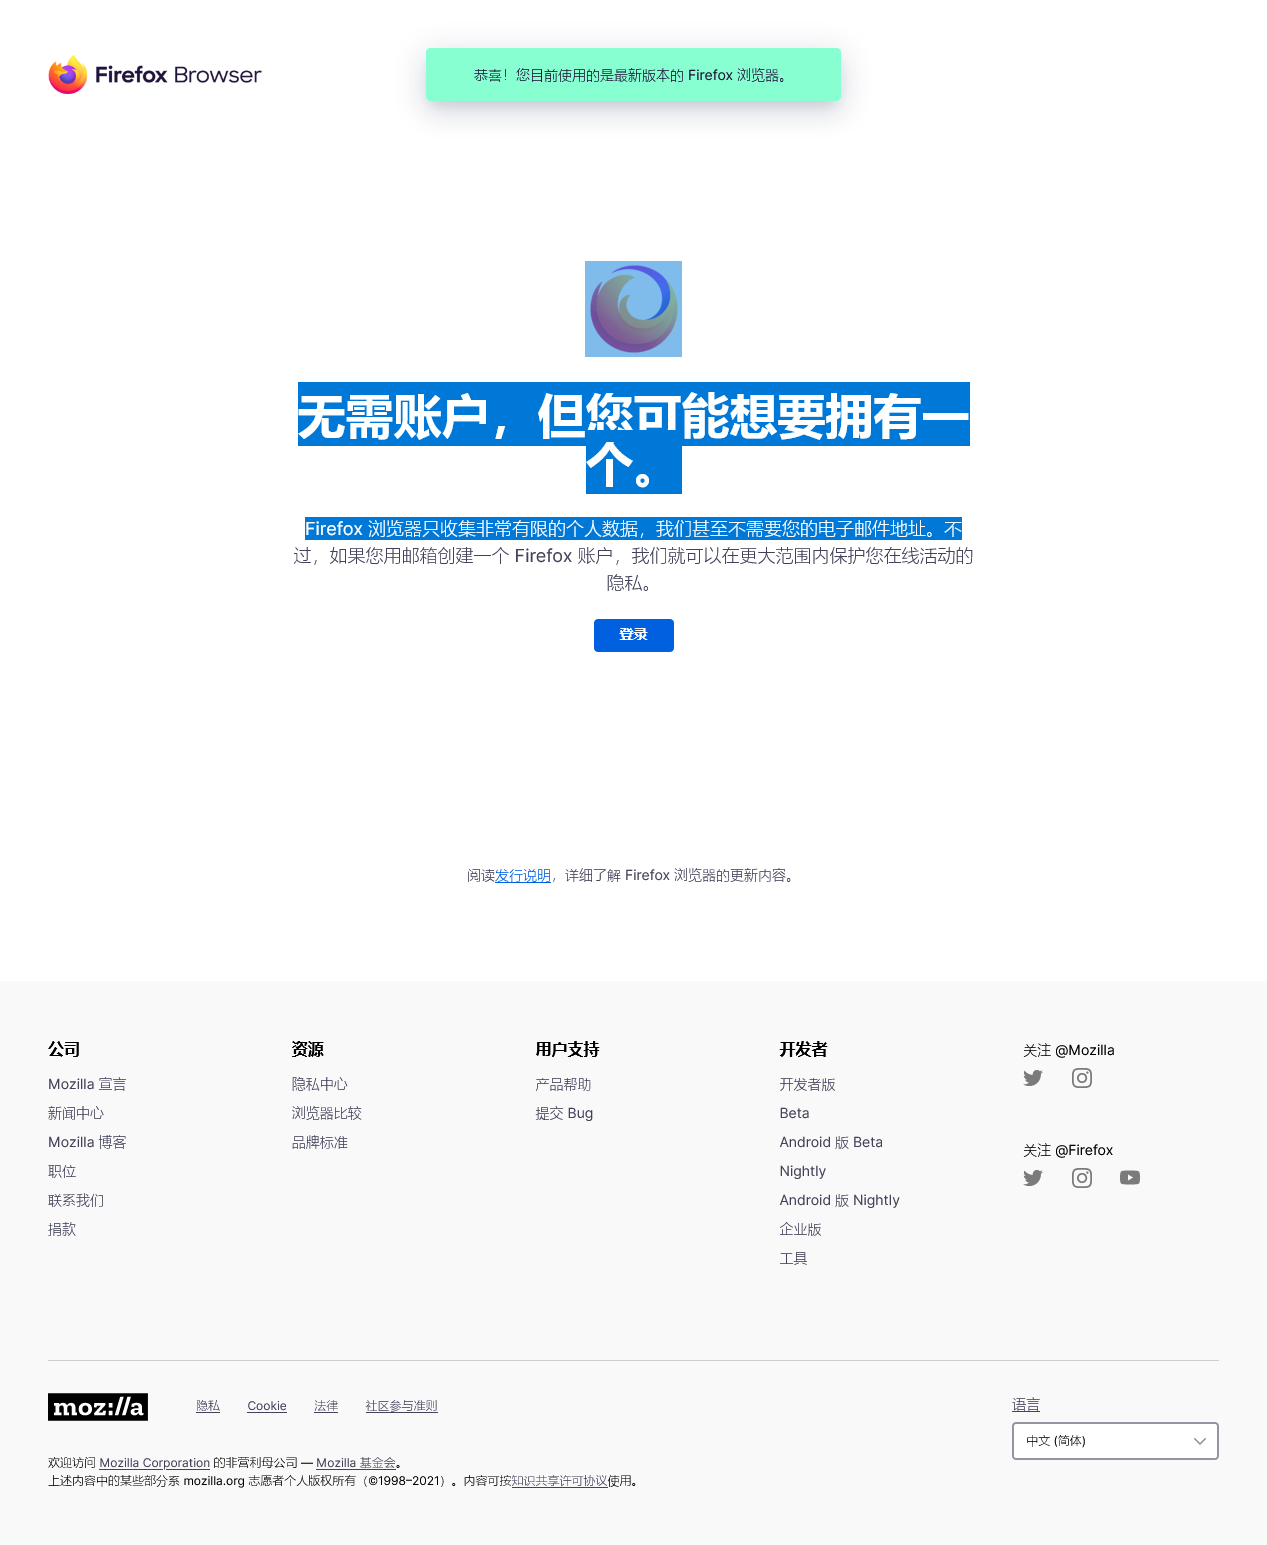 Firefox Browser
恭喜！您目前使用的是最新版本的 Firefox 浏览器。
无需账户，但您可能想要拥有一
个。
Firefox 浏览器只收集非常有限的个人数据，我们甚至不需要您的电子邮件地址。不
过，如果您用邮箱创建一个 Firefox 账户，我们就可以在更大范围内保护您在线活动的
隐私。
登录
阅读发行说明，详细了解 Firefox 浏览器的更新内容。
公司
Mozilla 宣言
新闻中心
Mozilla 博客
职位
联系我们
捐款
资源
隐私中心
浏览器比较
品牌标准
用户支持
产品帮助
提交 Bug
开发者
开发者版
Beta
Android 版 Beta
Nightly
Android 版 Nightly
企业版
工具
关注 @Mozilla
关注 @Firefox
moz://a
隐私 Cookie 法律 社区参与准则
语言
中文 (简体)
欢迎访问 Mozilla Corporation 的非营利母公司 — Mozilla 基金会。
上述内容中的某些部分系 mozilla.org 志愿者个人版权所有（©1998–2021）。内容可按知识共享许可协议使用。